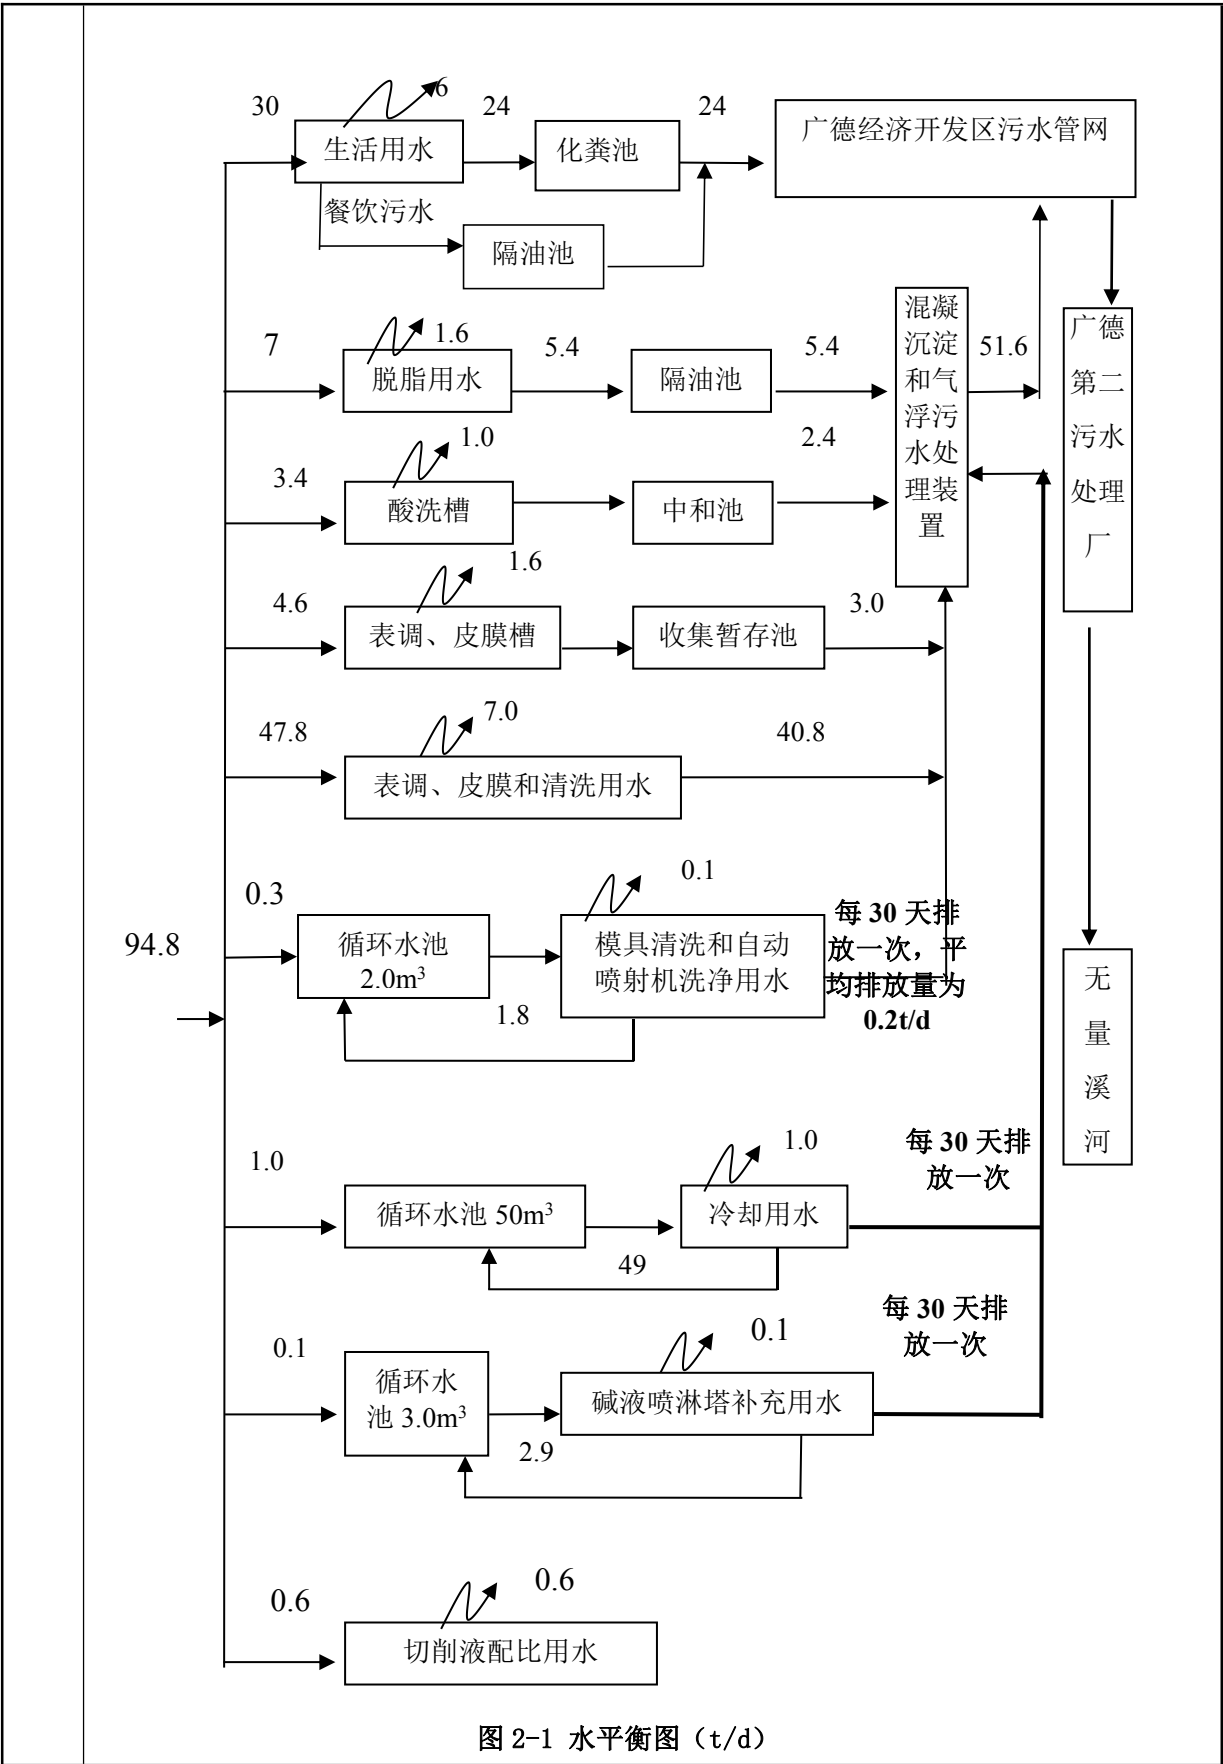 6
30
24
24
生活用水
化粪池
广德经济开发区污水管网
餐饮污水
隔油池
7
1.6
5.4
5.4
脱脂用水
隔油池
混凝
沉淀
和气
浮污
水处
理装
置
51.6
广德
第二
污水
处理
厂
3.4
1.0
2.4
酸洗槽
中和池
4.6
1.6
3.0
表调、皮膜槽
收集暂存池
47.8
7.0
40.8
表调、皮膜和清洗用水
94.8
0.3
0.1
循环水池
2.0m³
模具清洗和自动
喷射机洗净用水
每 30 天排
放一次，平
均排放量为
0.2t/d
1.8
无
量
溪
河
1.0
1.0
循环水池 50m³
冷却用水
每 30 天排
放一次
49
0.1
0.1
循环水
池 3.0m³
碱液喷淋塔补充用水
每 30 天排
放一次
2.9
0.6
0.6
切削液配比用水
图 2-1 水平衡图（t/d）